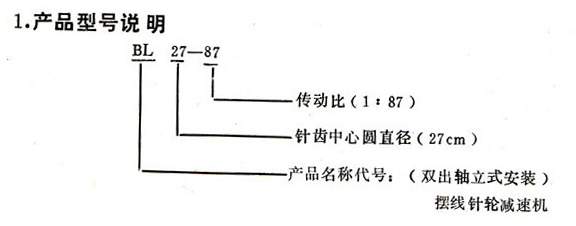 1.产品型号说明
BL 27—87
传动比(1:87)
针齿中心圆直径(27cm)
产品名称代号:(双出轴立式安装)
摆线针轮减速机